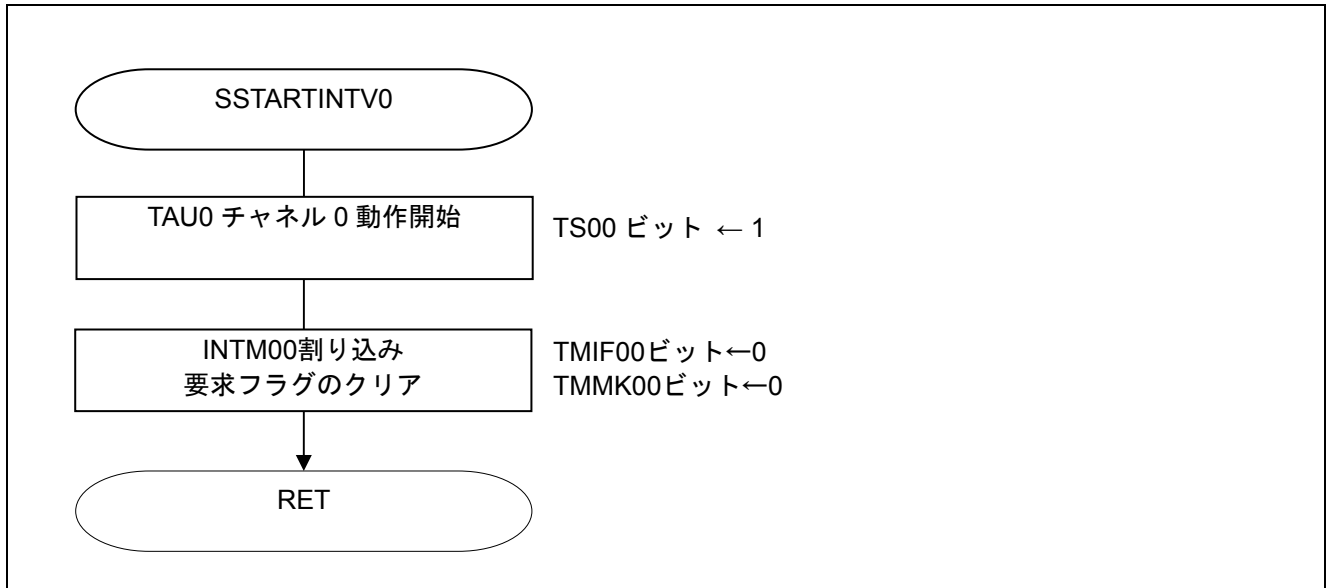 SSTARTINTV0
TAU0 チャネル 0 動作開始
TS00 ビット ← 1
INTM00割り込み
要求フラグのクリア
TMIF00ビット←0
TMMK00ビット←0
RET